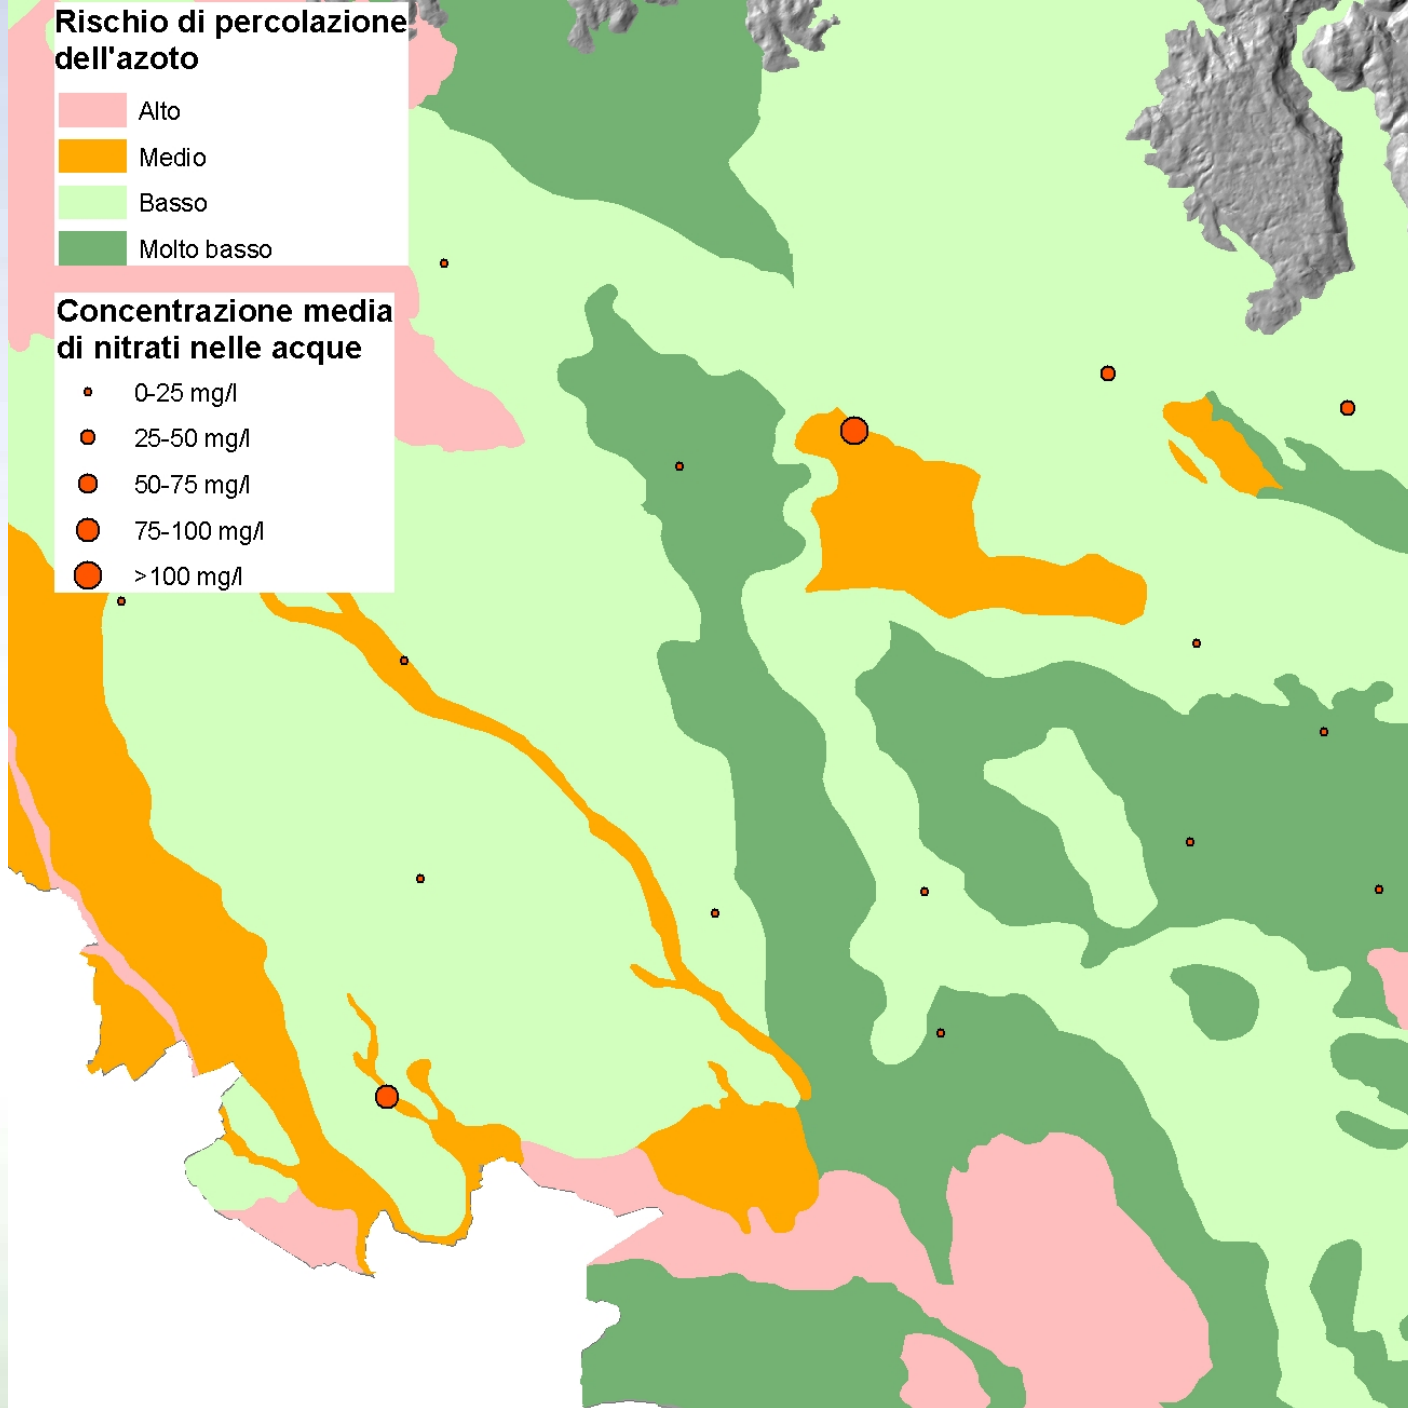 Rischio di percolazione
dell'azoto
Alto
Medio
Basso
Molto basso
Concentrazione media
di nitrati nelle acque
0-25 mg/l
25-50 mg/l
50-75 mg/l
75-100 mg/l
>100 mg/l